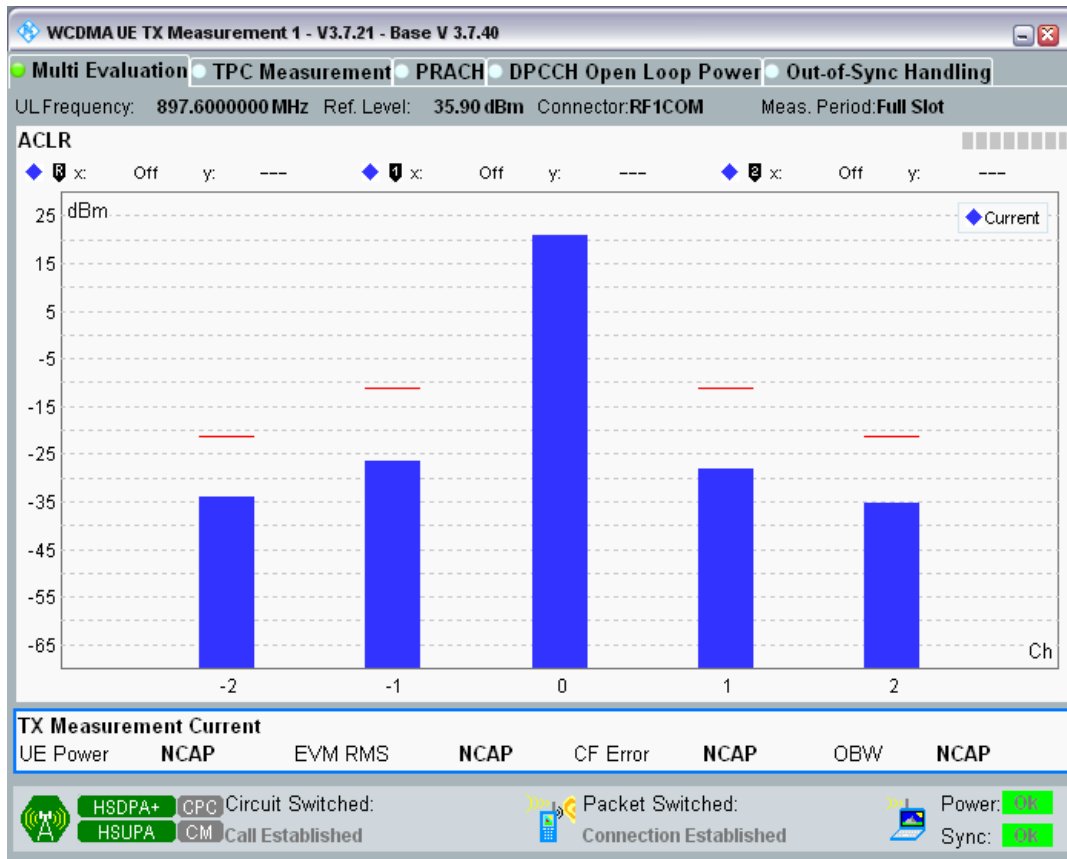 WCDMA UE TX Measurement 1 - V3.7.21 - Base V 3.7.40
Multi Evaluation TPC Measurement PRACH DPCCH Open Loop Power Out-of-Sync Handling
UL Frequency: 897.6000000 MHz Ref. Level: 35.90 dBm Connector:RF1COM Meas. Period:Full Slot
ACLR
R x: Off y: --- 1 x: Off y: --- 2 x: Off y: ---
dBm
Current
25
15
5
-5
-15
-25
-35
-45
-55
-65
Ch
-2 -1 0 1 2
TX Measurement Current
UE Power NCAP EVM RMS NCAP CF Error NCAP OBW NCAP
HSDPA+ CPC Circuit Switched: Packet Switched: Power: Ok
HSUPA CM Call Established Connection Established Sync: Ok